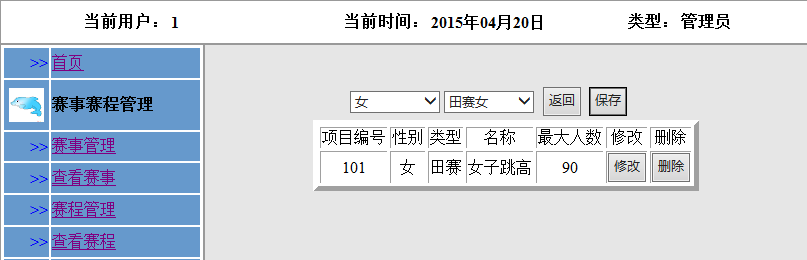 当前用户： 1 当前时间： 2015年04月20日 类型：管理员
>> 首页
赛事赛程管理
>> 赛事管理
>> 查看赛事
>> 赛程管理
>> 查看赛程
女 田赛女 返回 保存
项目编号 性别 类型 名称 最大人数 修改 删除
101 女 田赛 女子跳高 90 修改 删除